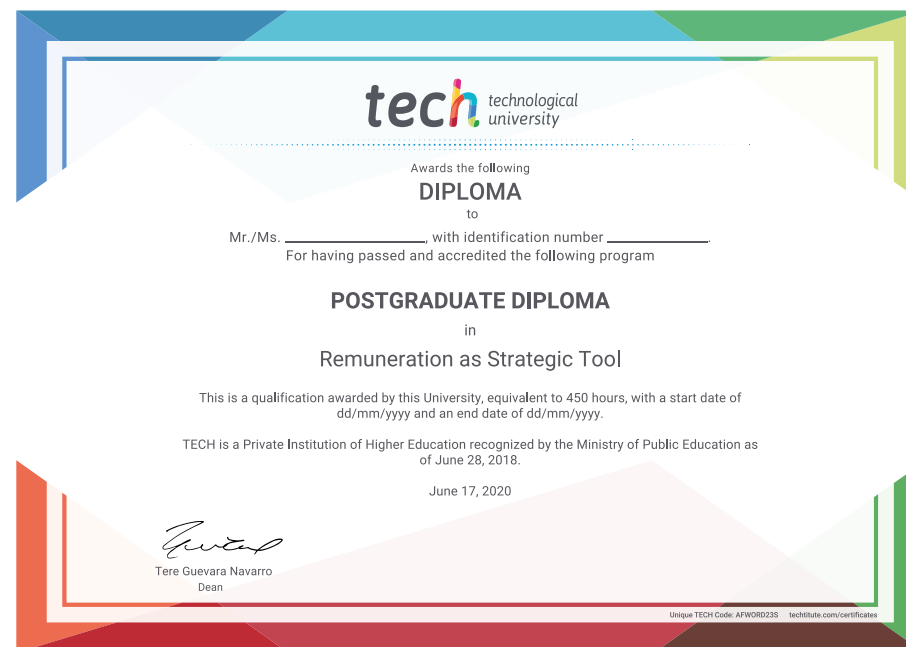 tech technological
university
Awards the following
DIPLOMA
to
Mr./Ms. ____________________, with identification number ______________.
For having passed and accredited the following program
POSTGRADUATE DIPLOMA
in
Remuneration as Strategic Tool
This is a qualification awarded by this University, equivalent to 450 hours, with a start date of
dd/mm/yyyy and an end date of dd/mm/yyyy.
TECH is a Private Institution of Higher Education recognized by the Ministry of Public Education as
of June 28, 2018.
June 17, 2020
Tere Guevara Navarro
Dean
Unique TECH Code: AFWORD23S techtitute.com/certificates